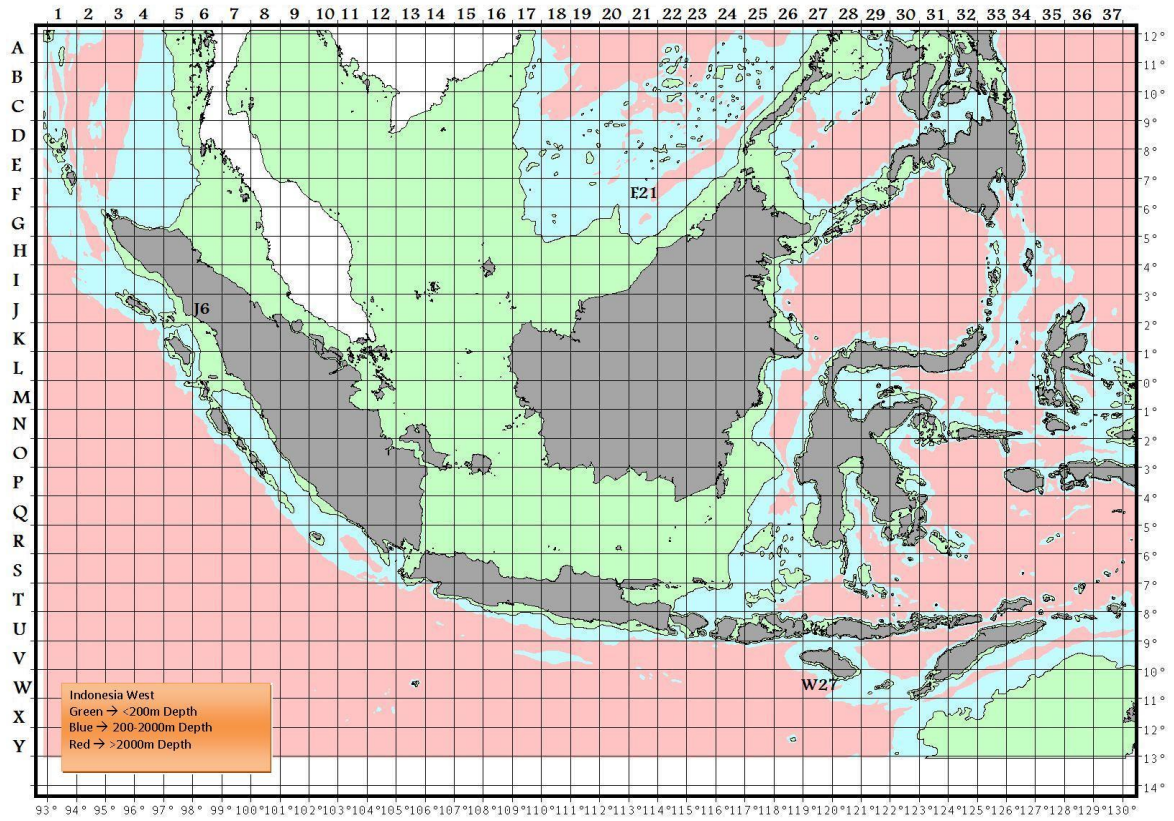 1 2 5 6 7 8 9 10 11 12 13 14 15 16 17 18 19 20 21 22 23 24 25 26 27 28 29 30 31 32 33 34 35 36 37
12°
A
11°
B
10°
C
9°
D
8°
E
7°
E21
F
6°
G
5°
H
4°
I
3°
J J6
2°
K
1°
L
0°
M
1°
N
2°
O
3°
P
4°
Q
5°
R
6°
S
7°
T
8°
U
9°
V
10°
W W27
11°
X
12°
Y
13°
14°
Indonesia West
Green → <200m Depth
Blue → 200-2000m Depth
Red → >2000m Depth
93° 94° 95° 97° 98° 99° 100° 102° 103° 104° 105° 106° 107° 108° 109° 110° 111° 112° 113° 114° 115° 116° 117° 118° 119° 120° 121° 122° 123° 124° 125° 126° 127° 128° 129° 130°